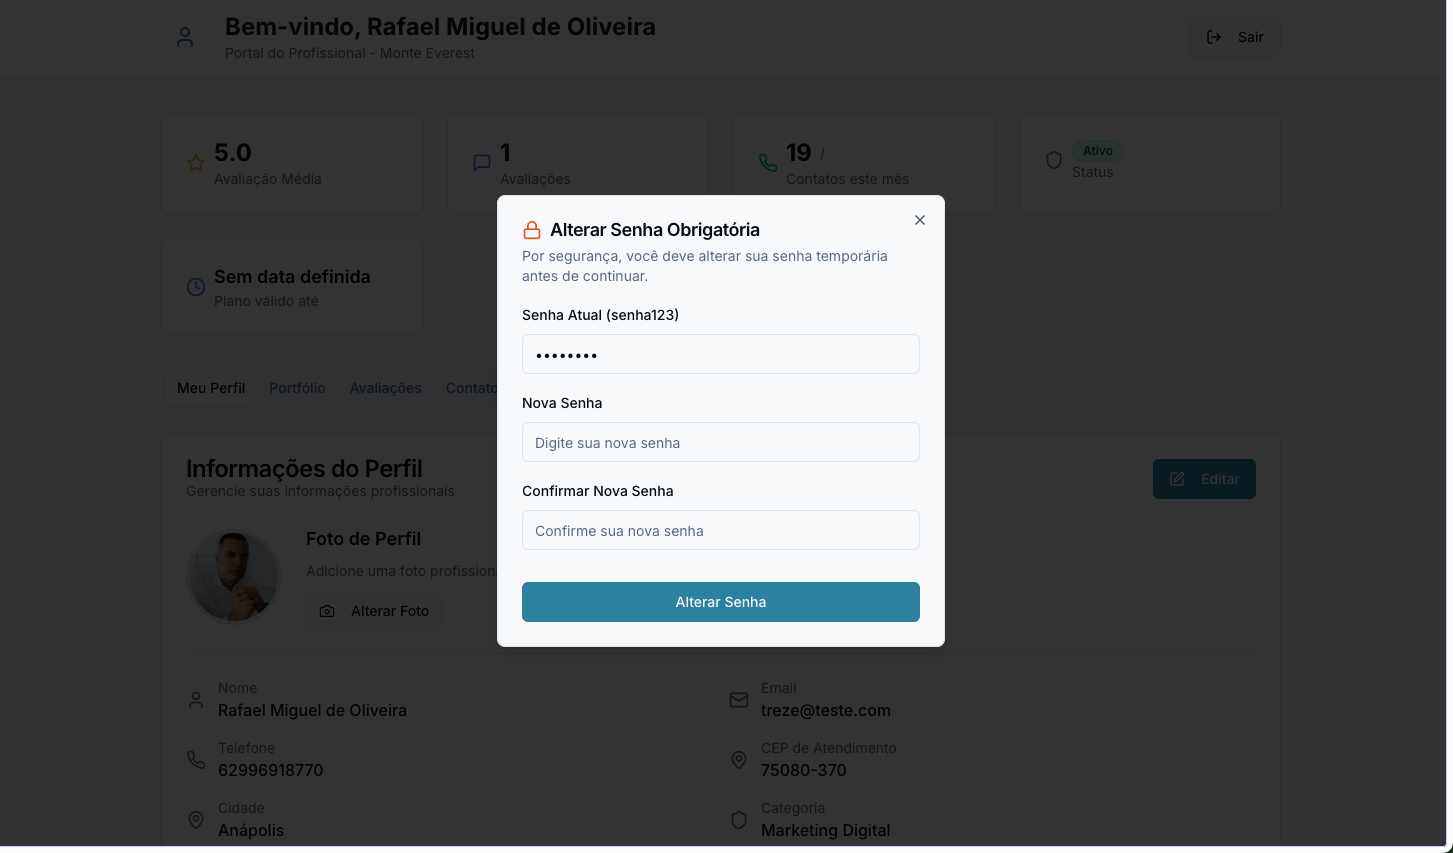 Bem-vindo, Rafael Miguel de Oliveira
Portal do Profissional - Monte Everest
Sair
5.0
Avaliação Média
1
Avaliações
19 /
Contatos este mês
Ativo
Status
Sem data definida
Plano válido até
Alterar Senha Obrigatória
Por segurança, você deve alterar sua senha temporária
antes de continuar.
Senha Atual (senha123)
••••••••
Nova Senha
Digite sua nova senha
Confirmar Nova Senha
Confirme sua nova senha
Alterar Senha
Meu Perfil
Portfólio
Avaliações
Informações do Perfil
Gerencie suas informações profissionais
Editar
Foto de Perfil
Adicione uma foto
Alterar Foto
Nome
Rafael Miguel de Oliveira
Email
treze@teste.com
Telefone
62996918770
CEP de Atendimento
75080-370
Cidade
Anápolis
Categoria
Marketing Digital